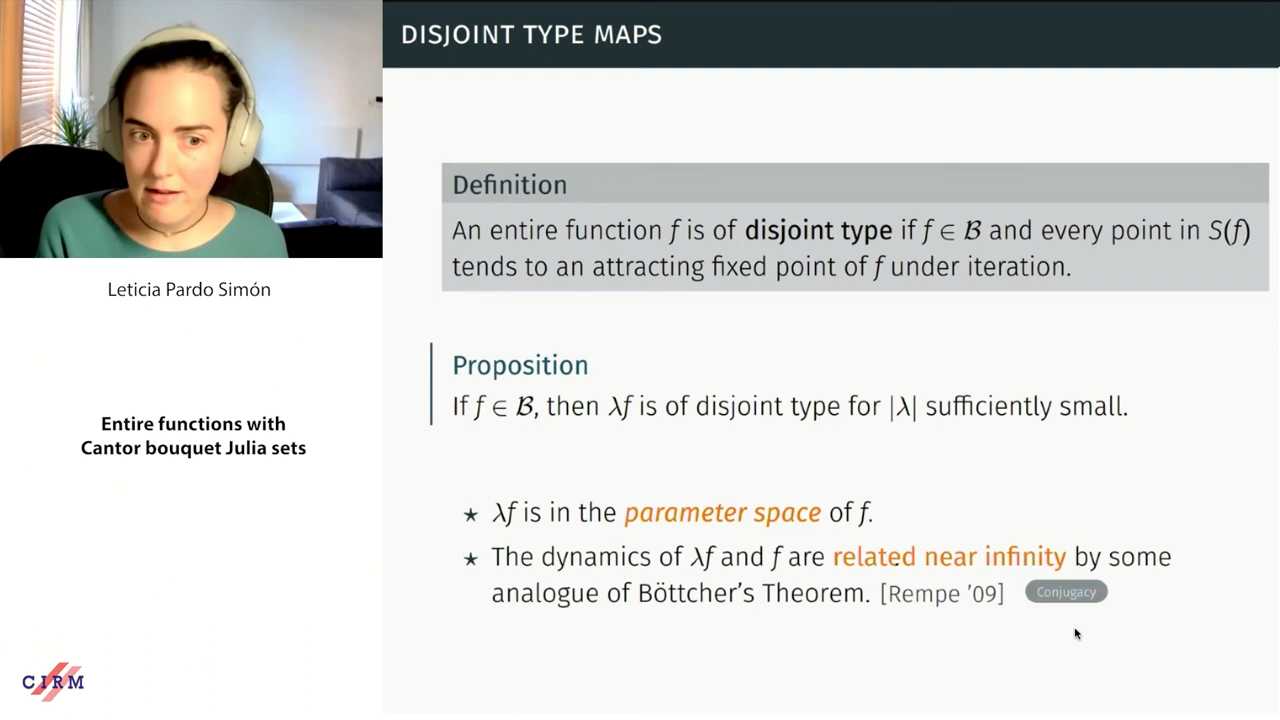 DISJOINT TYPE MAPS
Definition
An entire function f is of disjoint type if f ∈ ℬ and every point in S(f)
tends to an attracting fixed point of f under iteration.
Proposition
If f ∈ ℬ, then λf is of disjoint type for |λ| sufficiently small.
★ λf is in the parameter space of f.
★ The dynamics of λf and f are related near infinity by some
analogue of Böttcher's Theorem. [Rempe '09] Conjugacy
Leticia Pardo Simón
Entire functions with
Cantor bouquet Julia sets
CIRM